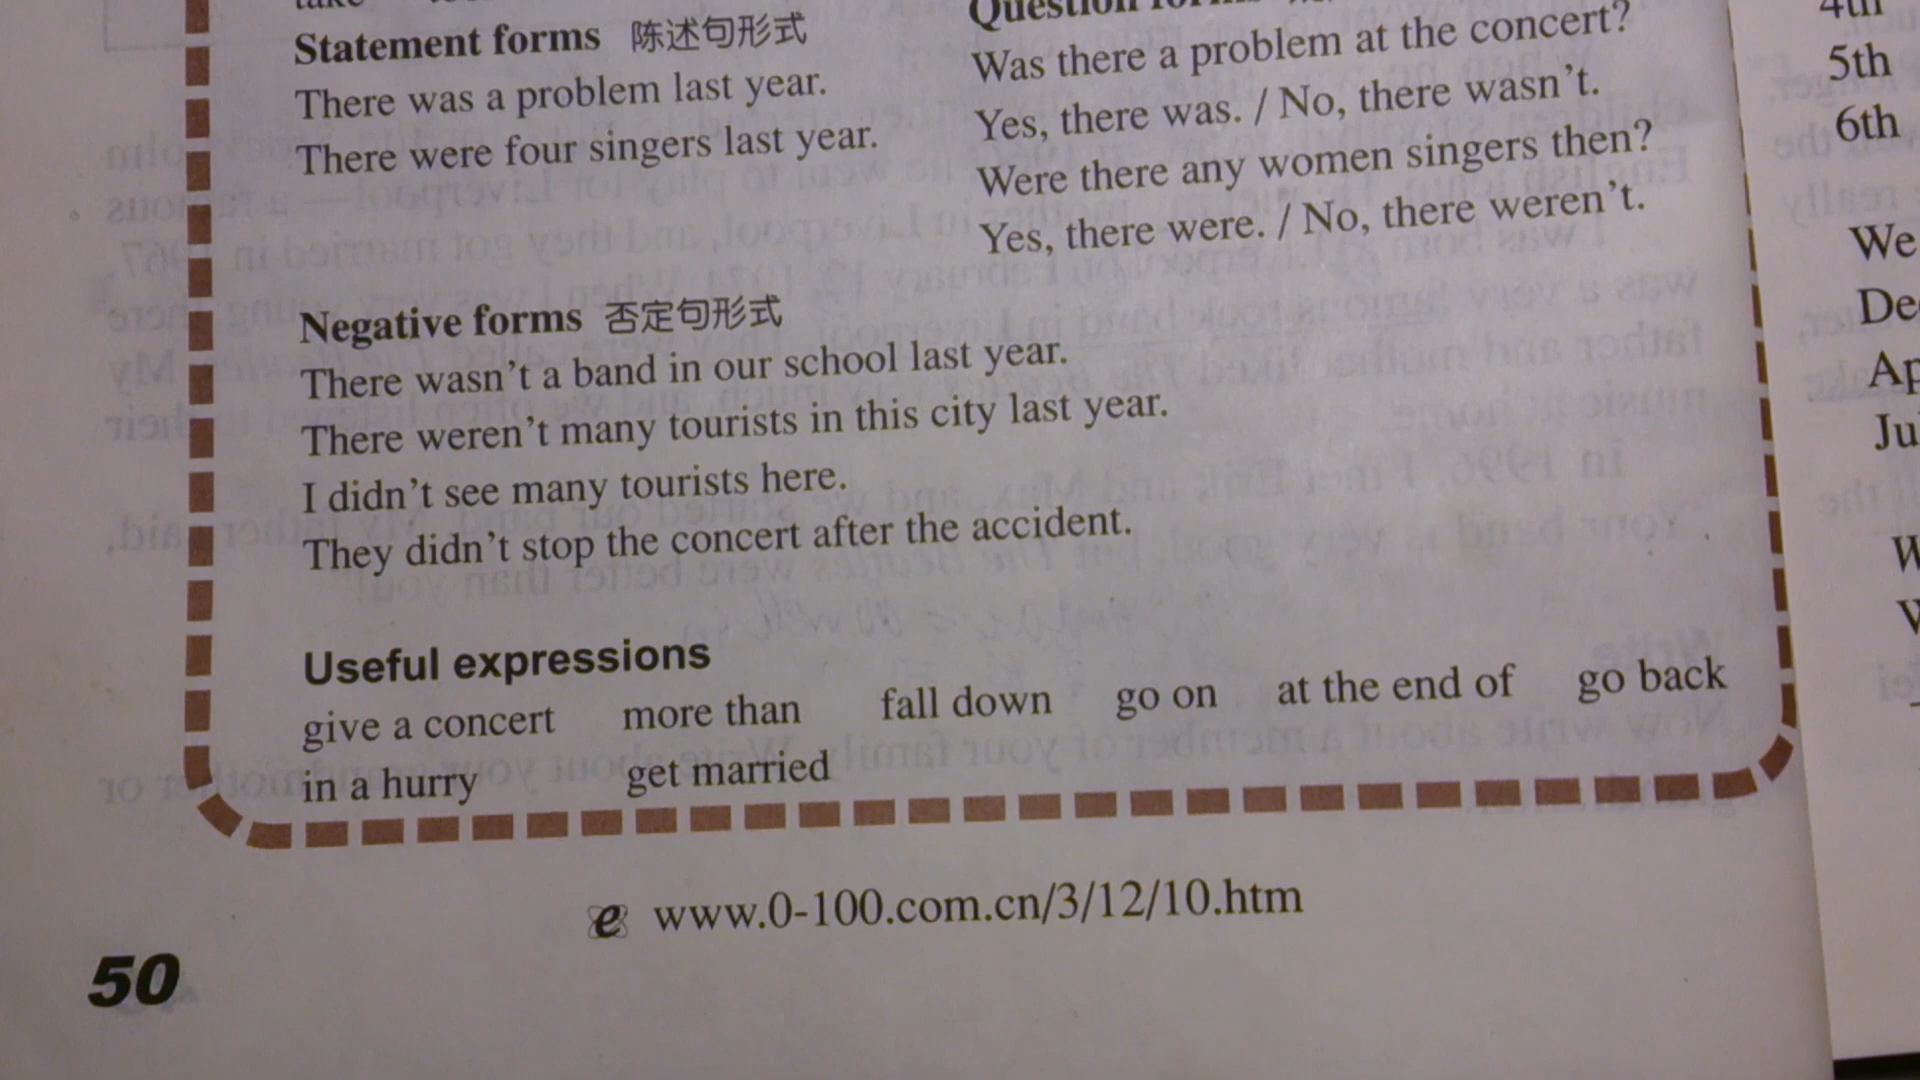 Statement forms 陈述句形式
There was a problem last year.
There were four singers last year.
Question
Was there a problem at the concert?
Yes, there was. / No, there wasn't.
Were there any women singers then?
Yes, there were. / No, there weren't.
Negative forms 否定句形式
There wasn't a band in our school last year.
There weren't many tourists in this city last year.
I didn't see many tourists here.
They didn't stop the concert after the accident.
Useful expressions
give a concert more than fall down go on at the end of go back
in a hurry get married
e www.0-100.com.cn/3/12/10.htm
50
4th
5th
6th
We